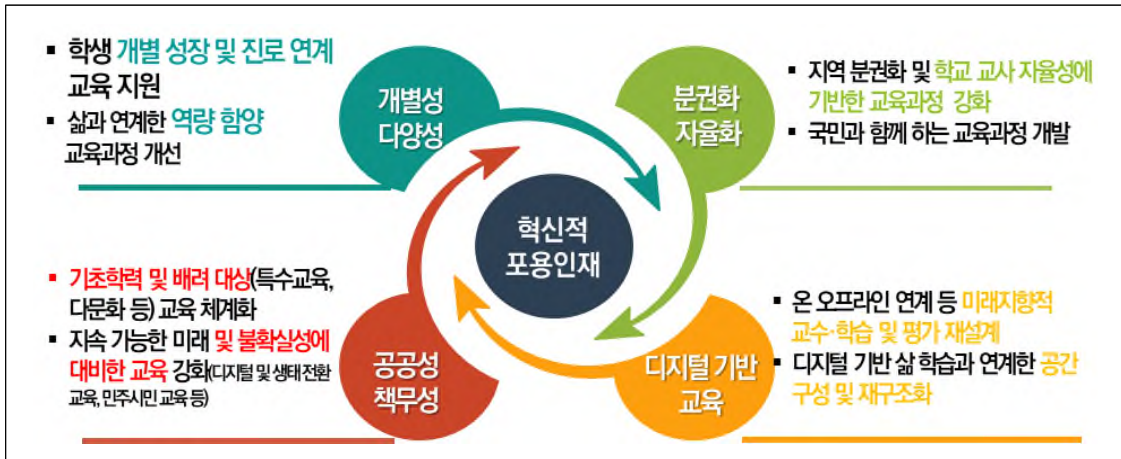 ▪ 학생 개별 성장 및 진로 연계
교육 지원
▪ 삶과 연계한 역량 함양
교육과정 개선
개별성
다양성
분권화
자율화
▪ 지역 분권화 및 학교 교사 자율성에
기반한 교육과정 강화
▪ 국민과 함께 하는 교육과정 개발
혁신적
포용인재
▪ 기초학력 및 배려 대상(특수교육,
다문화 등) 교육 체계화
▪ 지속 가능한 미래 및 불확실성에
대비한 교육 강화(디지털 및 생태 전환
교육, 민주시민 교육 등)
공공성
책무성
디지털 기반
교육
▪ 온 오프라인 연계 등 미래지향적
교수·학습 및 평가 재설계
▪ 디지털 기반 삶 학습과 연계한 공간
구성 및 재구조화